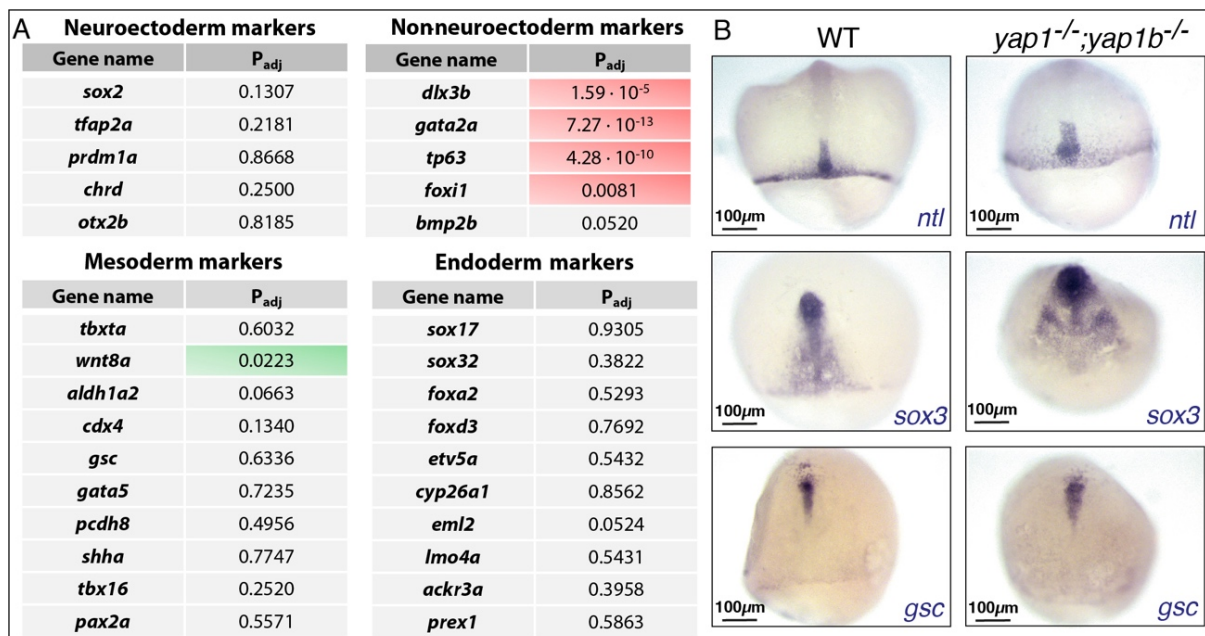 A
Neuroectoderm markers
Gene name P_adj
sox2 0.1307
tfap2a 0.2181
prdm1a 0.8668
chrd 0.2500
otx2b 0.8185
Non-neuroectoderm markers
Gene name P_adj
dlx3b 1.59 · 10^-5
gata2a 7.27 · 10^-13
tp63 4.28 · 10^-10
foxi1 0.0081
bmp2b 0.0520
Mesoderm markers
Gene name P_adj
tbxta 0.6032
wnt8a 0.0223
aldh1a2 0.0663
cdx4 0.1340
gsc 0.6336
gata5 0.7235
pcdh8 0.4956
shha 0.7747
tbx16 0.2520
pax2a 0.5571
Endoderm markers
Gene name P_adj
sox17 0.9305
sox32 0.3822
foxa2 0.5293
foxd3 0.7692
etv5a 0.5432
cyp26a1 0.8562
eml2 0.0524
lmo4a 0.5431
ackr3a 0.3958
prex1 0.5863
B
WT yap1-/-;yap1b-/-
100µm ntl 100µm ntl
100µm sox3 100µm sox3
100µm gsc 100µm gsc